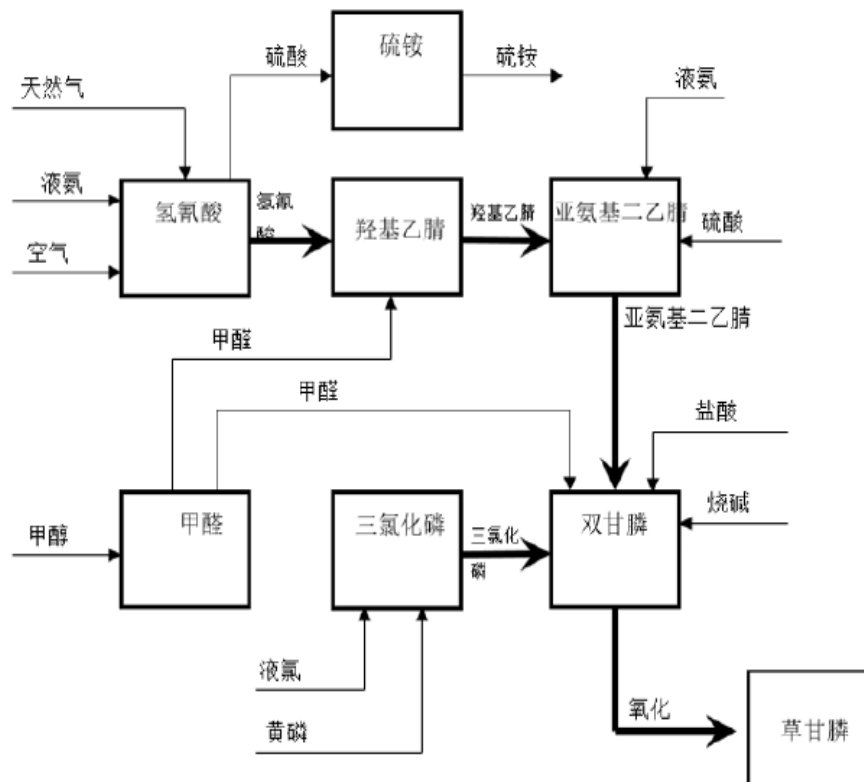 硫酸
硫铵
硫铵
液氨
天然气
液氨
氢氰酸
氢氰
酸
羟基乙腈
羟基乙腈
亚氨基二乙腈
硫酸
空气
甲醛
亚氨基二乙腈
甲醛
盐酸
甲醛
三氯化磷
三氯化
磷
双甘膦
烧碱
甲醇
液氯
黄磷
氧化
草甘膦